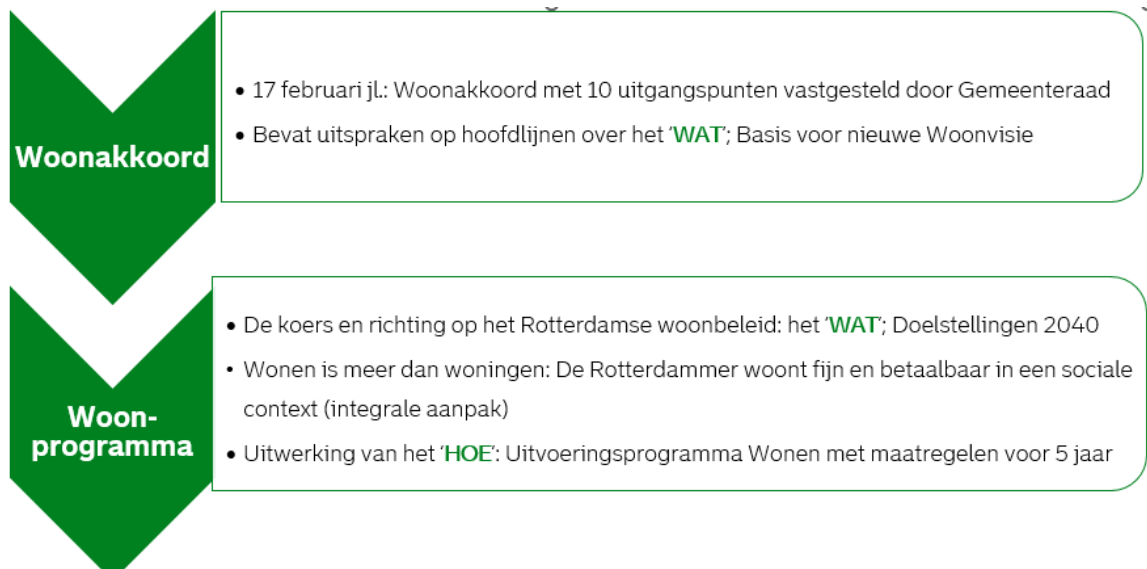 Woonakkoord
• 17 februari jl.: Woonakkoord met 10 uitgangspunten vastgesteld door Gemeenteraad
• Bevat uitspraken op hoofdlijnen over het ‘WAT’; Basis voor nieuwe Woonvisie
Woon-
programma
• De koers en richting op het Rotterdamse woonbeleid: het ‘WAT’; Doelstellingen 2040
• Wonen is meer dan woningen: De Rotterdammer woont fijn en betaalbaar in een sociale
context (integrale aanpak)
• Uitwerking van het ‘HOE’: Uitvoeringsprogramma Wonen met maatregelen voor 5 jaar